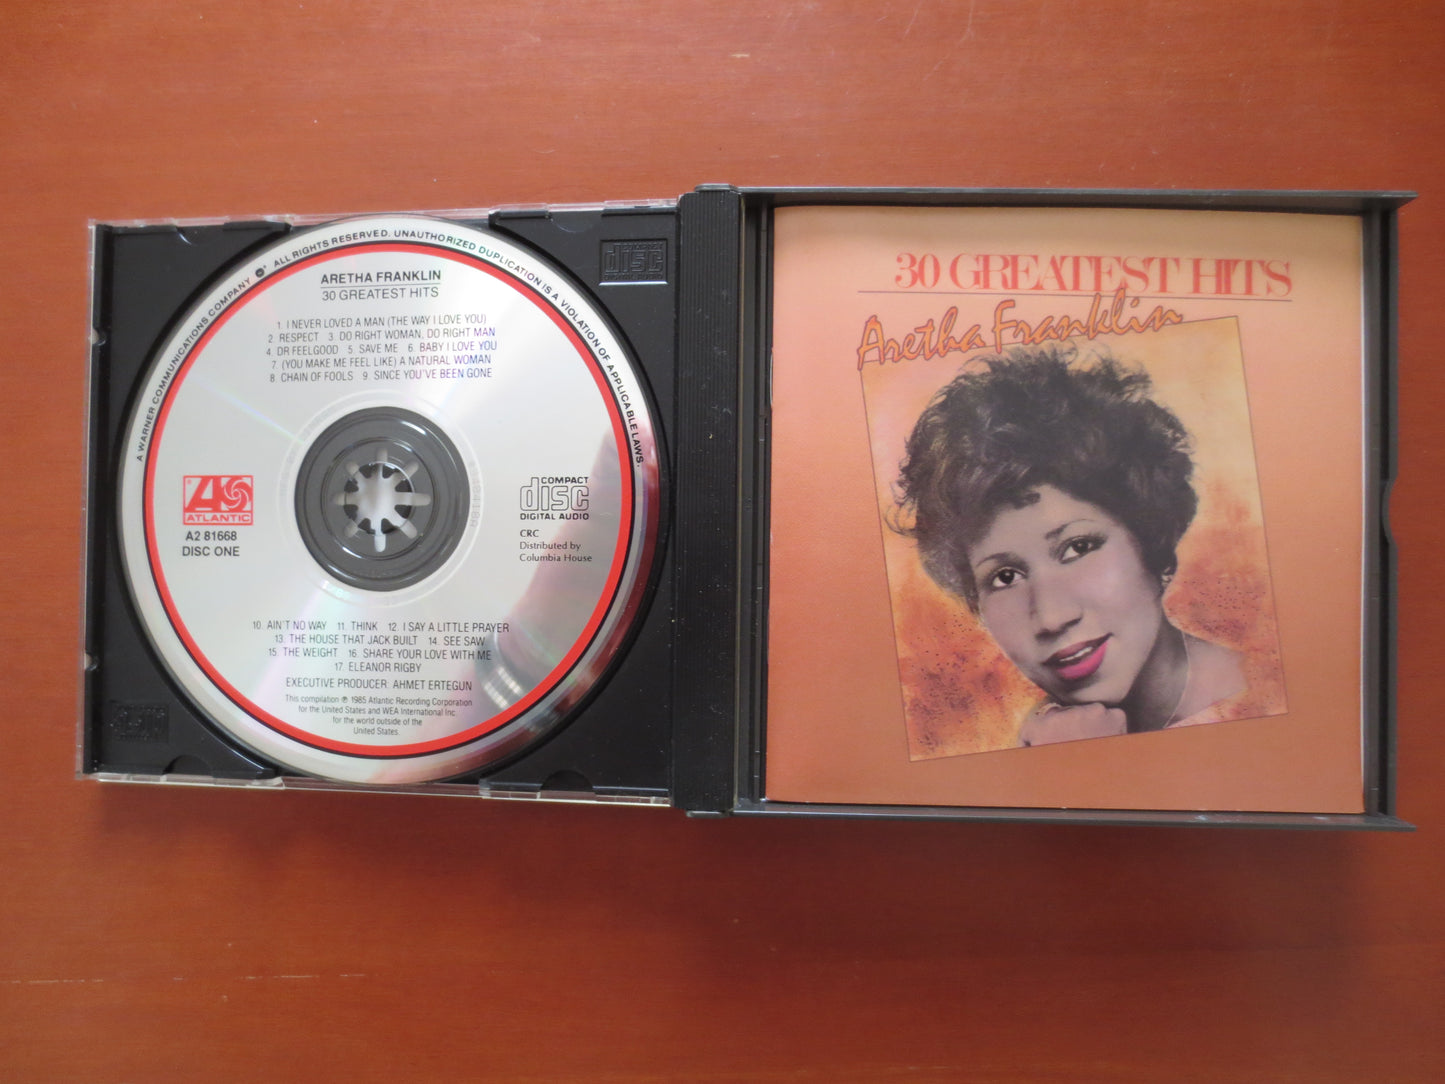 A WARNER COMMUNICATIONS COMPANY ALL RIGHTS RESERVED. UNAUTHORIZED DUPLICATION IS A VIOLATION OF APPLICABLE LAWS.
ARETHA FRANKLIN
30 GREATEST HITS
1. I NEVER LOVED A MAN (THE WAY I LOVE YOU)
2. RESPECT 3. DO RIGHT WOMAN, DO RIGHT MAN
4. DR FEELGOOD 5. SAVE ME 6. BABY I LOVE YOU
7. (YOU MAKE ME FEEL LIKE) A NATURAL WOMAN
8. CHAIN OF FOOLS 9. SINCE YOU'VE BEEN GONE
ATLANTIC
A2 81668
DISC ONE
COMPACT
disc
DIGITAL AUDIO
CRC
Distributed by
Columbia House
10. AIN'T NO WAY 11. THINK 12. I SAY A LITTLE PRAYER
13 THE HOUSE THAT JACK BUILT 14. SEE SAW
15 THE WEIGHT 16. SHARE YOUR LOVE WITH ME
17. ELEANOR RIGBY
EXECUTIVE PRODUCER: AHMET ERTEGUN
This compilation ℗ 1985 Atlantic Recording Corporation
for the United States and WEA International Inc.
for the world outside of the
United States.
COMPACT
disc
DIGITAL AUDIO
30 GREATEST HITS
Aretha Franklin